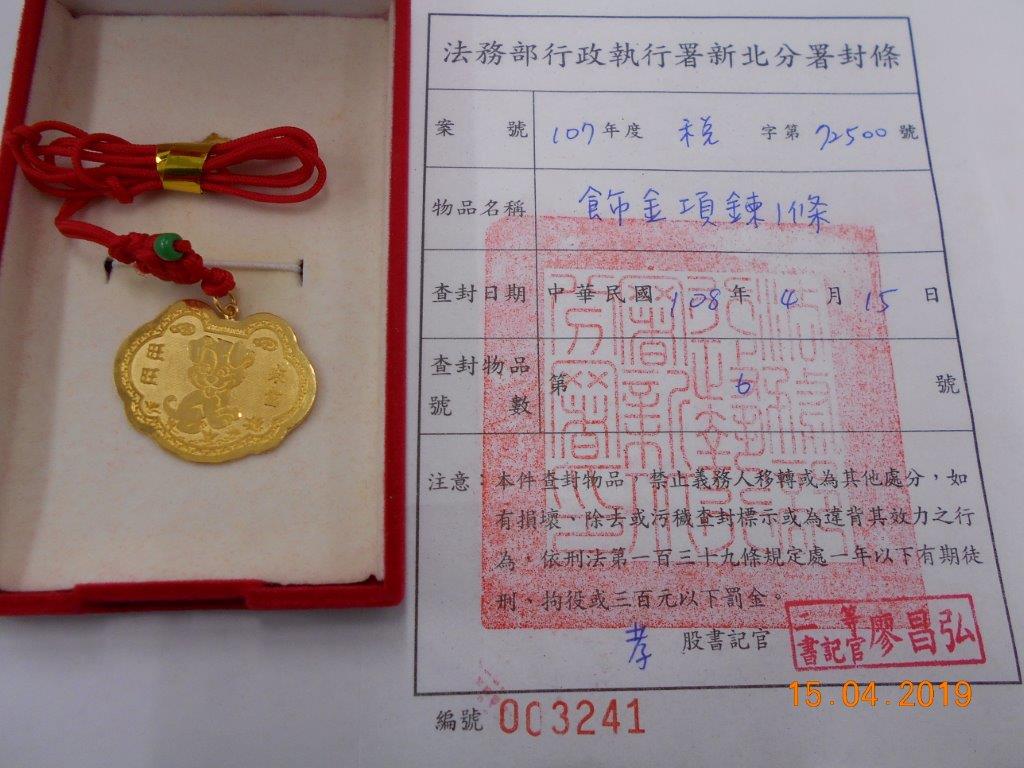 旺旺
法務部行政執行署新北分署封條
案號 107年度 稅 字第 72500 號
物品名稱 飾金項鍊1條
查封日期 中華民國 108 年 4 月 15 日
查封物品號數 第 6 號
注意：本件查封物品，禁止義務人移轉或為其他處分，如
有損壞、除去或污穢查封標示或為違背其效力之行
為，依刑法第一百三十九條規定處一年以下有期徒
刑、拘役或三百元以下罰金。
孝 股書記官 二等書記官 廖昌弘
15.04.2019
編號 003241